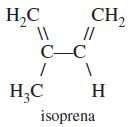 H₂C CH₂
C—C
H₃C H
isoprena